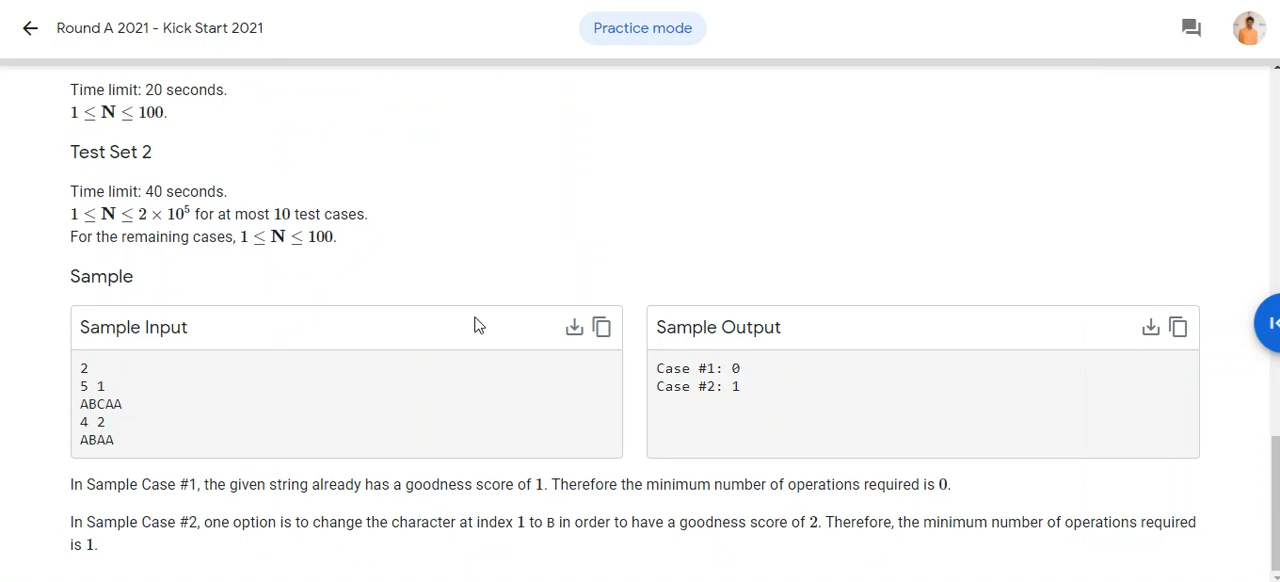 Round A 2021 - Kick Start 2021
Practice mode
Time limit: 20 seconds.
1 ≤ N ≤ 100.
Test Set 2
Time limit: 40 seconds.
1 ≤ N ≤ 2 × 10⁵ for at most 10 test cases.
For the remaining cases, 1 ≤ N ≤ 100.
Sample
Sample Input
2
5 1
ABCAA
4 2
ABAA
Sample Output
Case #1: 0
Case #2: 1
In Sample Case #1, the given string already has a goodness score of 1. Therefore the minimum number of operations required is 0.
In Sample Case #2, one option is to change the character at index 1 to B in order to have a goodness score of 2. Therefore, the minimum number of operations required
is 1.